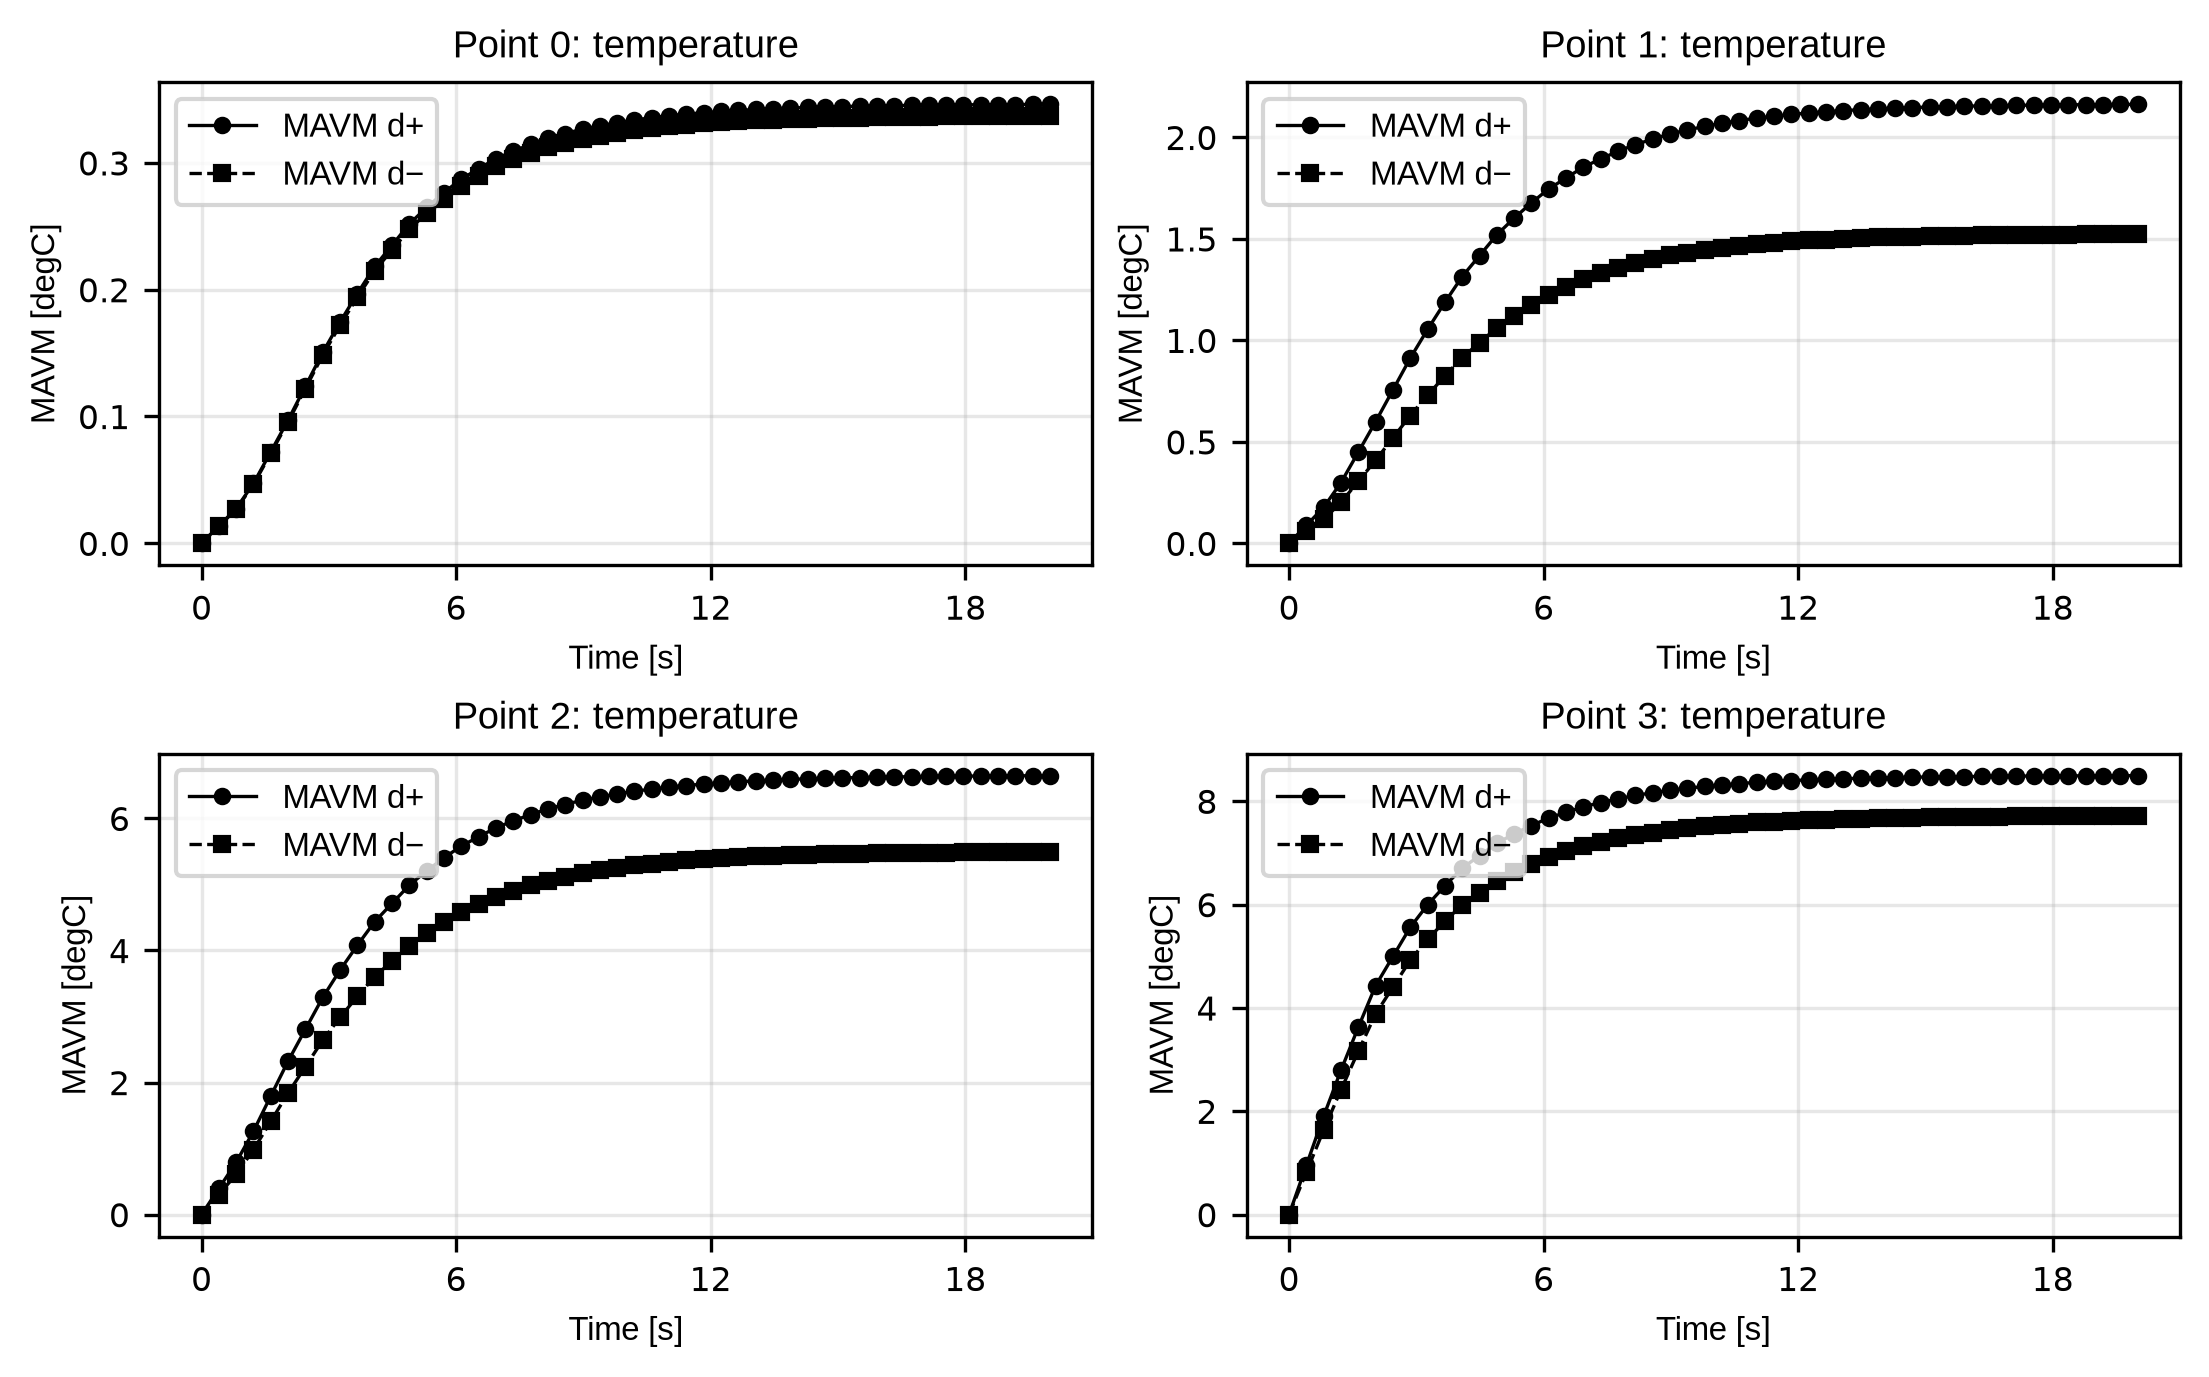 Point 0: temperature
MAVM d+
MAVM d−
MAVM [degC]
0.3
0.2
0.1
0.0
0 6 12 18
Time [s]
Point 1: temperature
MAVM d+
MAVM d−
MAVM [degC]
2.0
1.5
1.0
0.5
0.0
0 6 12 18
Time [s]
Point 2: temperature
MAVM d+
MAVM d−
MAVM [degC]
6
4
2
0
0 6 12 18
Time [s]
Point 3: temperature
MAVM d+
MAVM d−
MAVM [degC]
8
6
4
2
0
0 6 12 18
Time [s]